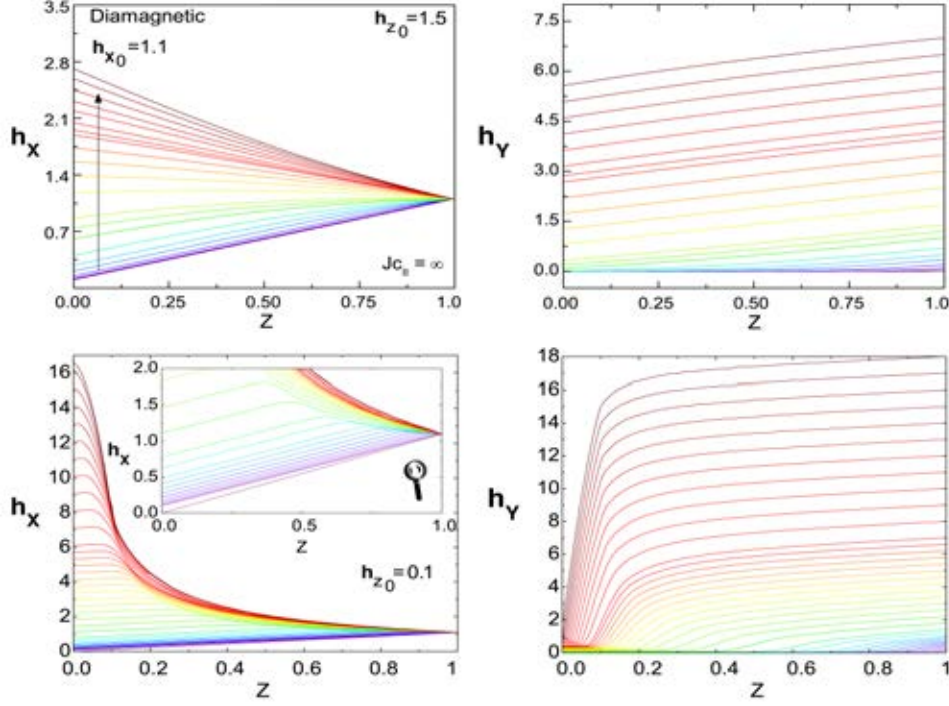 3.5
Diamagnetic
h_z0=1.5
h_x0=1.1
2.8
2.1
h_X
1.4
0.7
Jc_|| = ∞
0.00 0.25 0.50 0.75 1.0
Z
7.5
6.0
4.5
h_Y
3.0
1.5
0.0
0.00 0.25 0.50 0.75 1.0
Z
16
14
12
10
h_X
8
6
4
2
0
h_z0=0.1
0.0 0.2 0.4 0.6 0.8 1
Z
2.0
1.5
h_X
1.0
0.5
0.0
0.0 0.5 1.0
Z
18
16
14
12
10
h_Y
8
6
4
2
0
0.0 0.2 0.4 0.6 0.8 1
Z